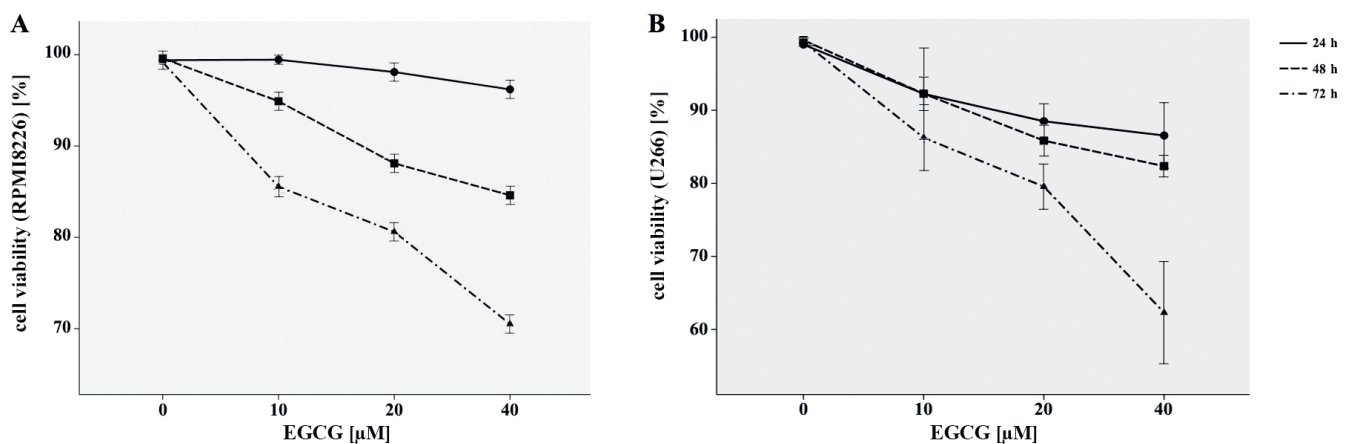 A
cell viability (RPMI8226) [%]
100
90
80
70
0 10 20 40
EGCG [µM]
B
cell viability (U266) [%]
100
90
80
70
60
0 10 20 40
EGCG [µM]
24 h
48 h
72 h